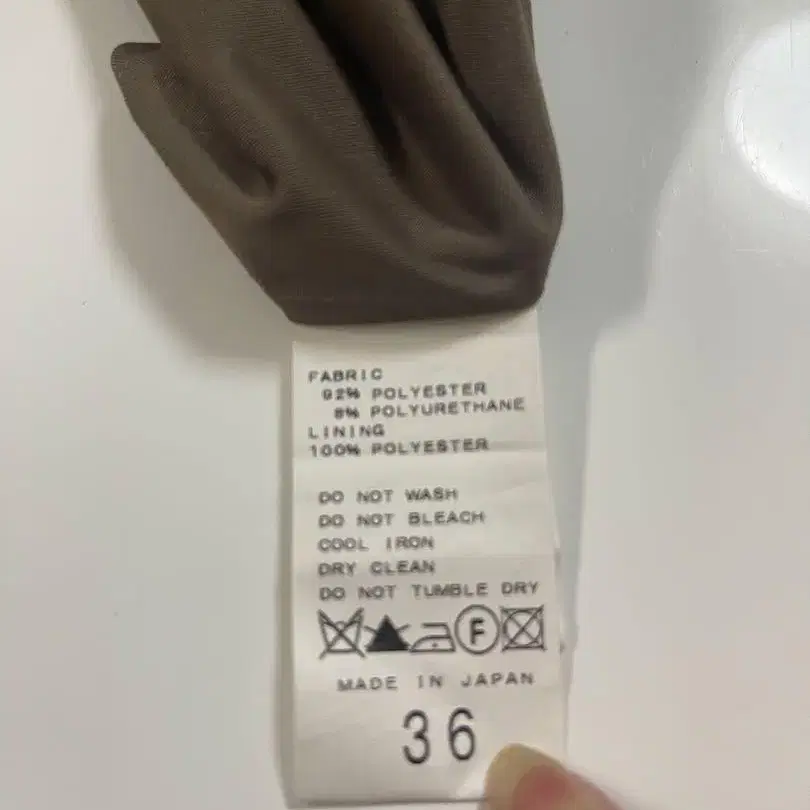 FABRIC
92% POLYESTER
8% POLYURETHANE
LINING
100% POLYESTER
DO NOT WASH
DO NOT BLEACH
COOL IRON
DRY CLEAN
DO NOT TUMBLE DRY
F
MADE IN JAPAN
36